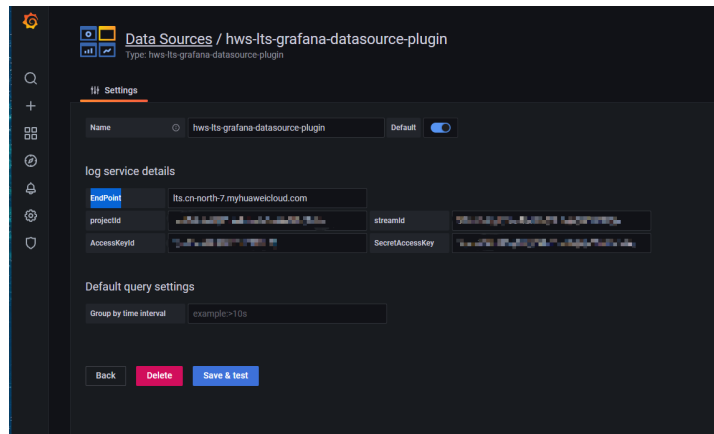 Data Sources / hws-lts-grafana-datasource-plugin
Type: hws-lts-grafana-datasource-plugin
Settings
Name hws-lts-grafana-datasource-plugin Default
log service details
EndPoint lts.cn-north-7.myhuaweicloud.com
projectId streamId
AccessKeyId SecretAccessKey
Default query settings
Group by time interval example:>10s
Back Delete Save & test